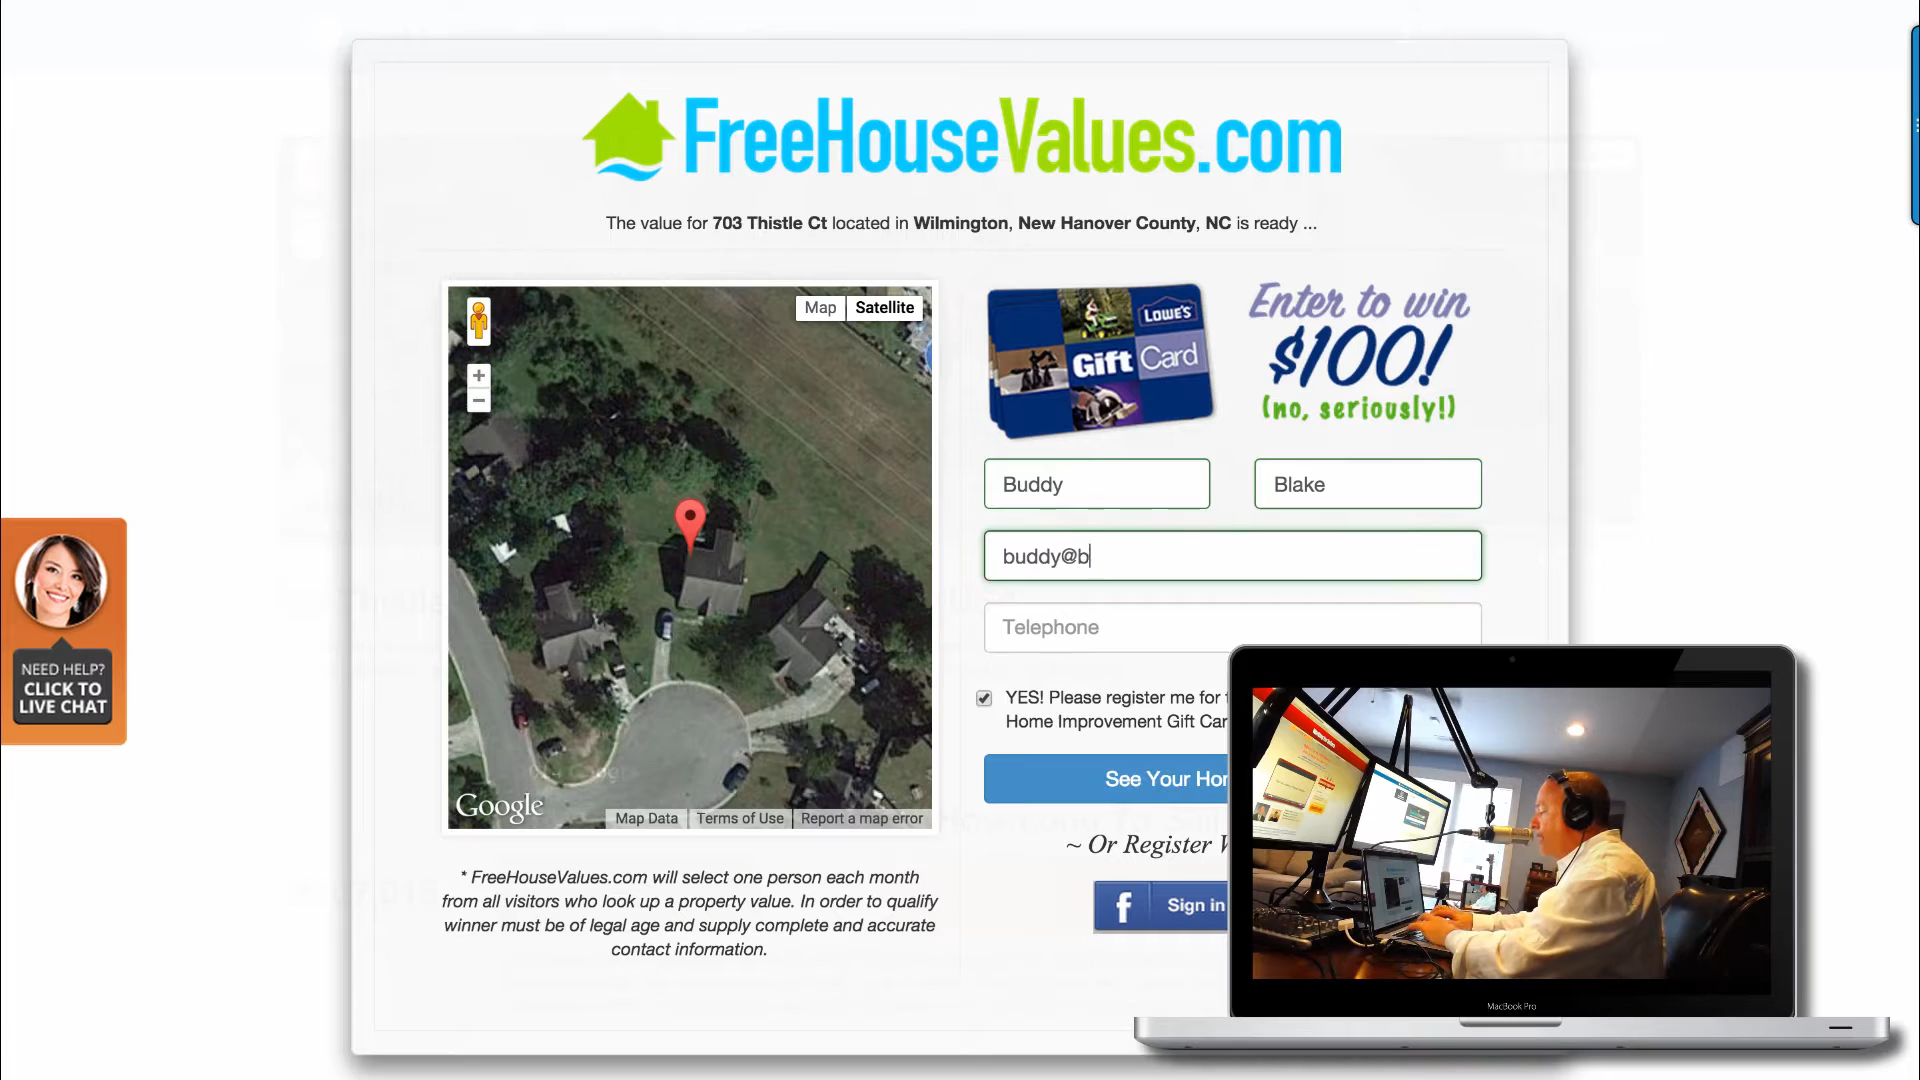 FreeHouseValues.com
The value for 703 Thistle Ct located in Wilmington, New Hanover County, NC is ready ...
Map
Satellite
+
−
Google
Map Data
Terms of Use
Report a map error
* FreeHouseValues.com will select one person each month
from all visitors who look up a property value. In order to qualify
winner must be of legal age and supply complete and accurate
contact information.
LOWE'S
Gift Card
Enter to win
$100!
(no, seriously!)
Buddy
Blake
buddy@b
Telephone
YES! Please register me for
Home Improvement Gift Car
See Your Hom
~ Or Register
f
Sign in
NEED HELP?
CLICK TO
LIVE CHAT
MacBook Pro